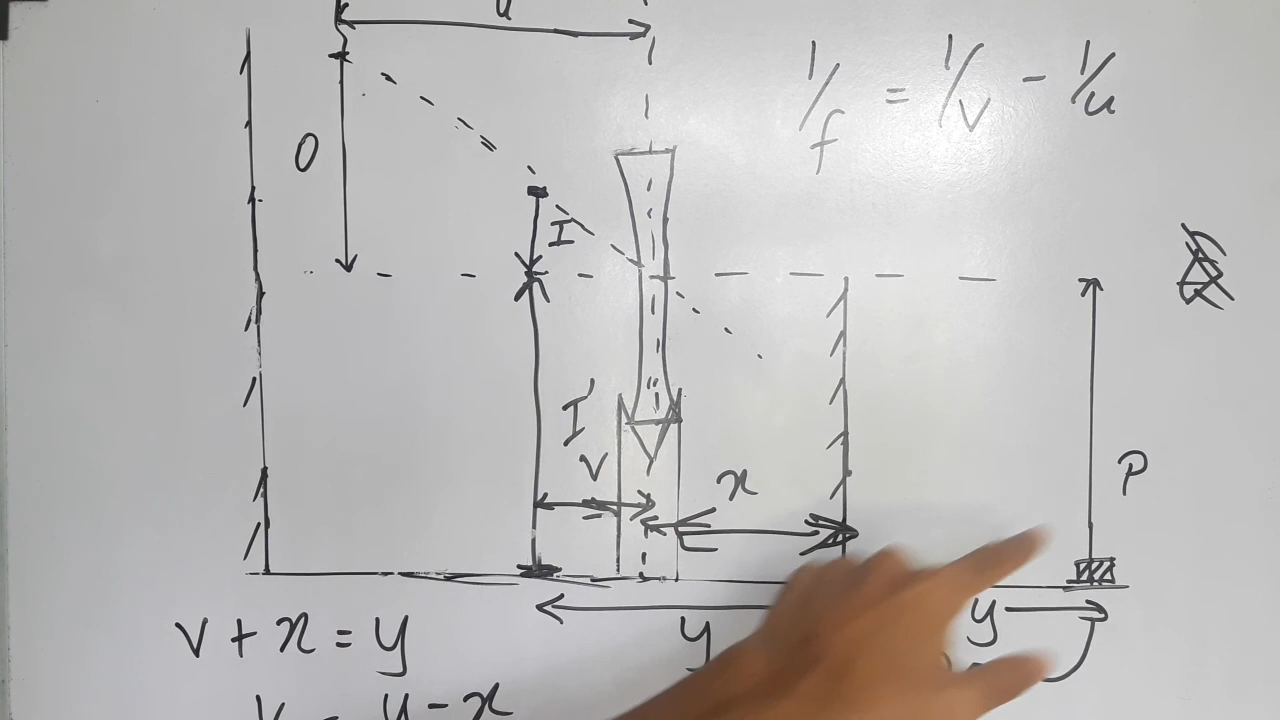 u
1/f = 1/v - 1/u
O
I
I'
v
x
P
y
y
v + x = y
v = y - x